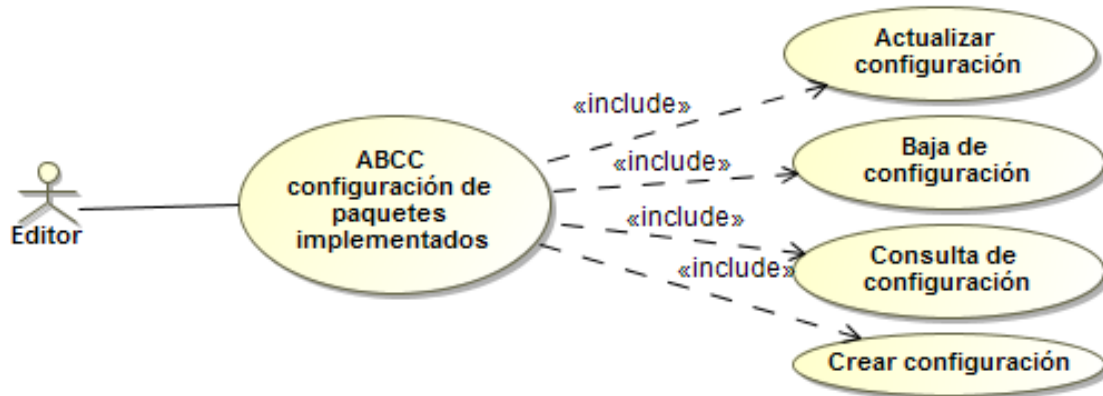 Actualizar
configuración
«include»
ABCC
configuración de
paquetes
implementados
«include»
Baja de
configuración
Editor
«include»
Consulta de
configuración
«include»
Crear configuración